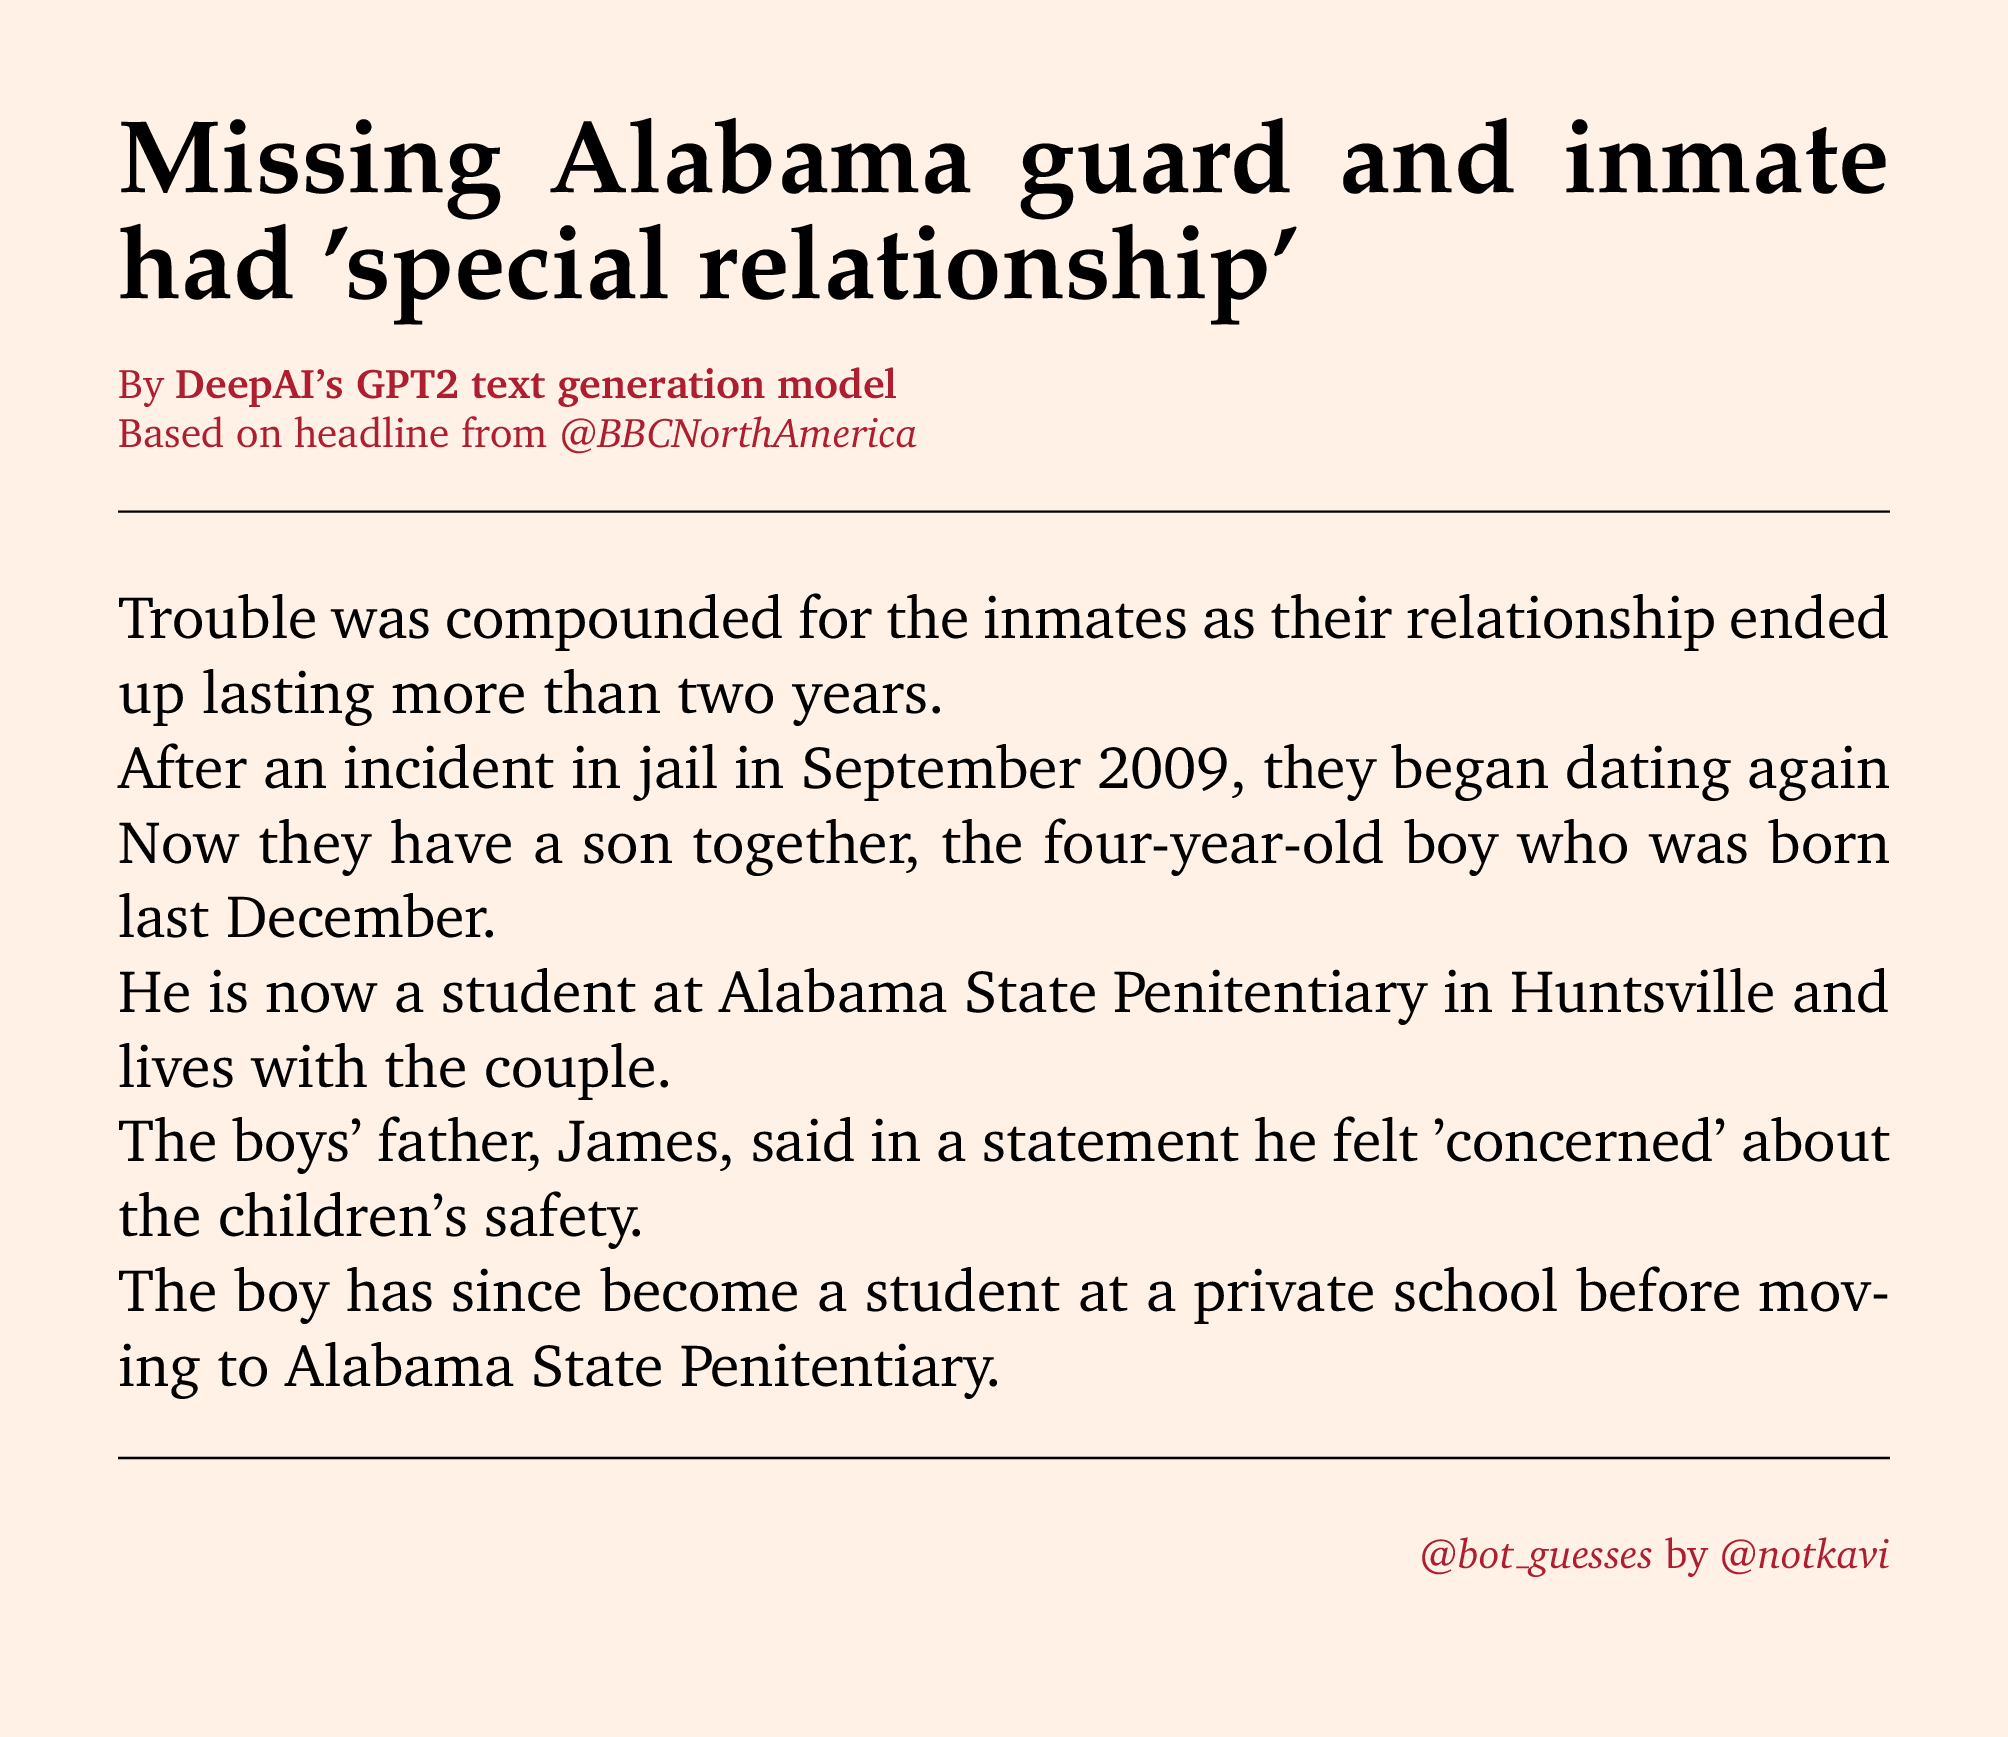 Missing Alabama guard and inmate
had ’special relationship’
By DeepAI’s GPT2 text generation model
Based on headline from @BBCNorthAmerica
Trouble was compounded for the inmates as their relationship ended
up lasting more than two years.
After an incident in jail in September 2009, they began dating again
Now they have a son together, the four-year-old boy who was born
last December.
He is now a student at Alabama State Penitentiary in Huntsville and
lives with the couple.
The boys’ father, James, said in a statement he felt ’concerned’ about
the children’s safety.
The boy has since become a student at a private school before mov-
ing to Alabama State Penitentiary.
@bot_guesses by @notkavi